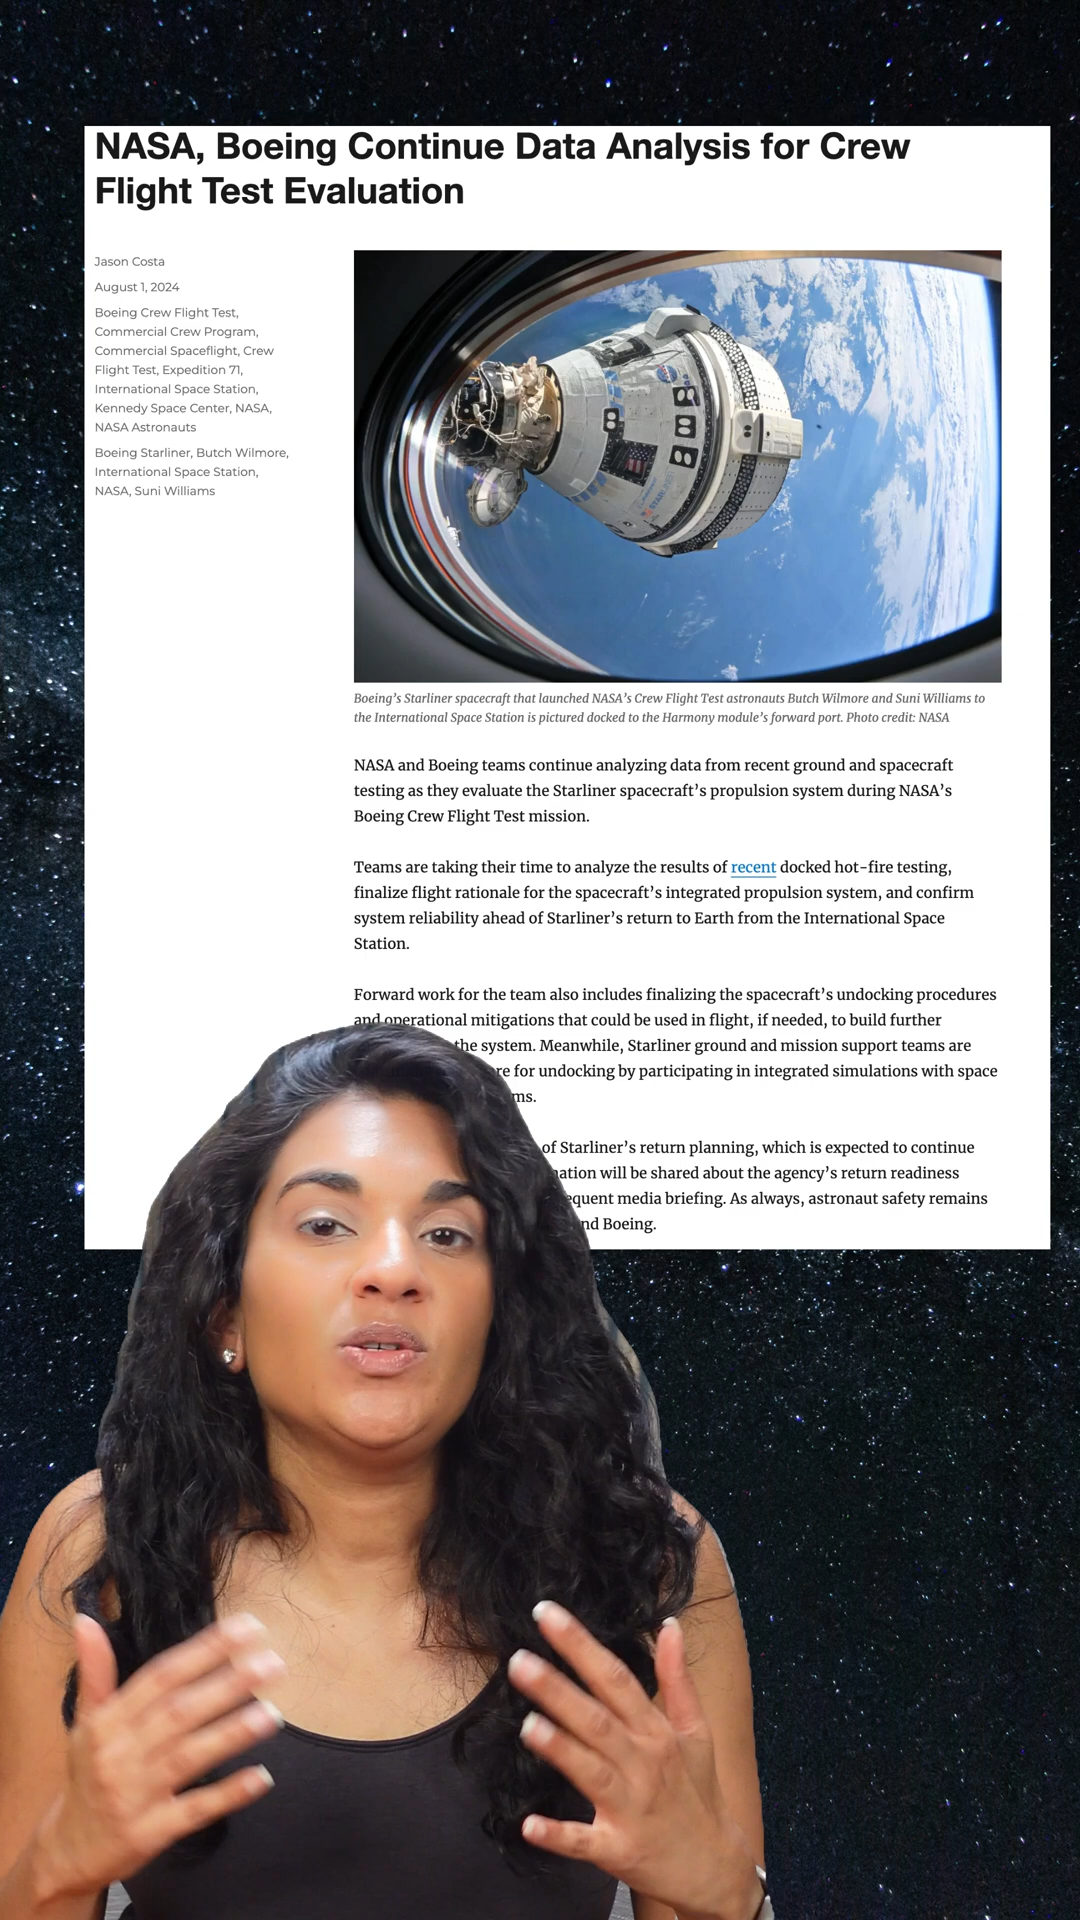 NASA, Boeing Continue Data Analysis for Crew
Flight Test Evaluation
Jason Costa
August 1, 2024
Boeing Crew Flight Test,
Commercial Crew Program,
Commercial Spaceflight, Crew
Flight Test, Expedition 71,
International Space Station,
Kennedy Space Center, NASA,
NASA Astronauts
Boeing Starliner, Butch Wilmore,
International Space Station,
NASA, Suni Williams
Boeing’s Starliner spacecraft that launched NASA’s Crew Flight Test astronauts Butch Wilmore and Suni Williams to
the International Space Station is pictured docked to the Harmony module’s forward port. Photo credit: NASA
NASA and Boeing teams continue analyzing data from recent ground and spacecraft
testing as they evaluate the Starliner spacecraft’s propulsion system during NASA’s
Boeing Crew Flight Test mission.
Teams are taking their time to analyze the results of recent docked hot-fire testing,
finalize flight rationale for the spacecraft’s integrated propulsion system, and confirm
system reliability ahead of Starliner’s return to Earth from the International Space
Station.
Forward work for the team also includes finalizing the spacecraft’s undocking procedures
and operational mitigations that could be used in flight, if needed, to build further
the system. Meanwhile, Starliner ground and mission support teams are
re for undocking by participating in integrated simulations with space
ms.
of Starliner’s return planning, which is expected to continue
ation will be shared about the agency’s return readiness
equent media briefing. As always, astronaut safety remains
nd Boeing.